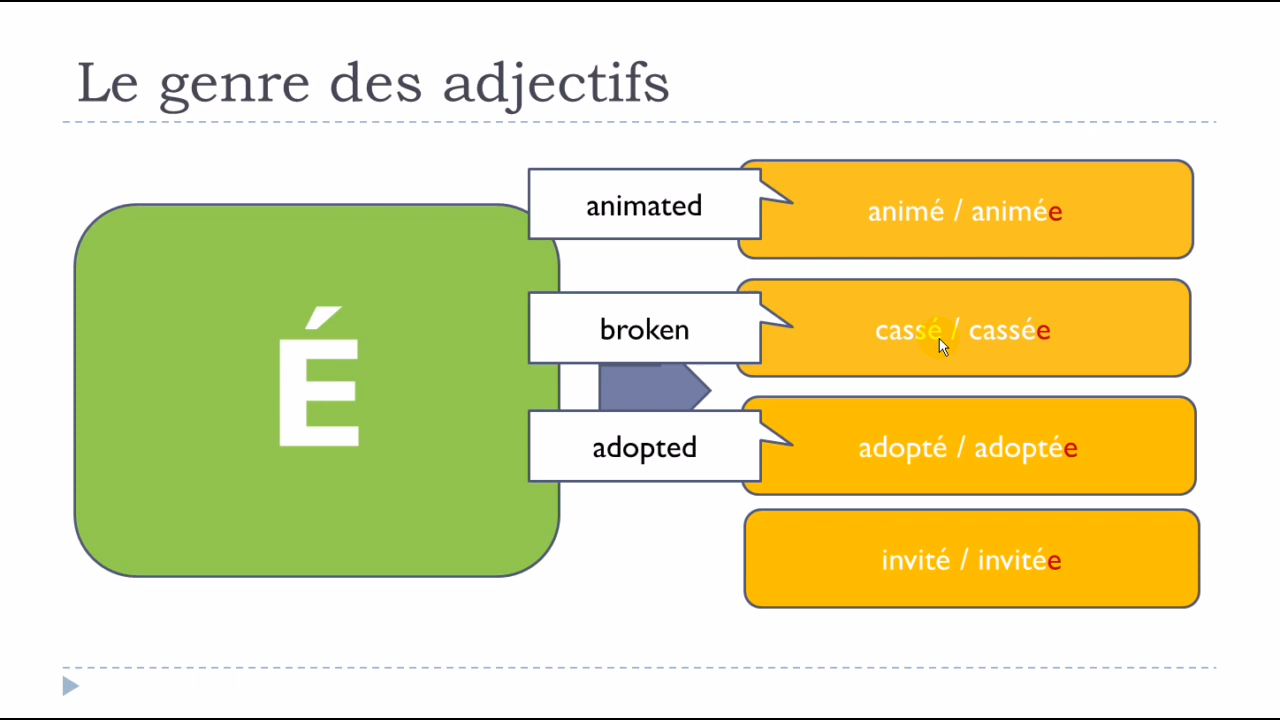 Le genre des adjectifs
É
animated
animé / animée
broken
cassé / cassée
adopted
adopté / adoptée
invité / invitée